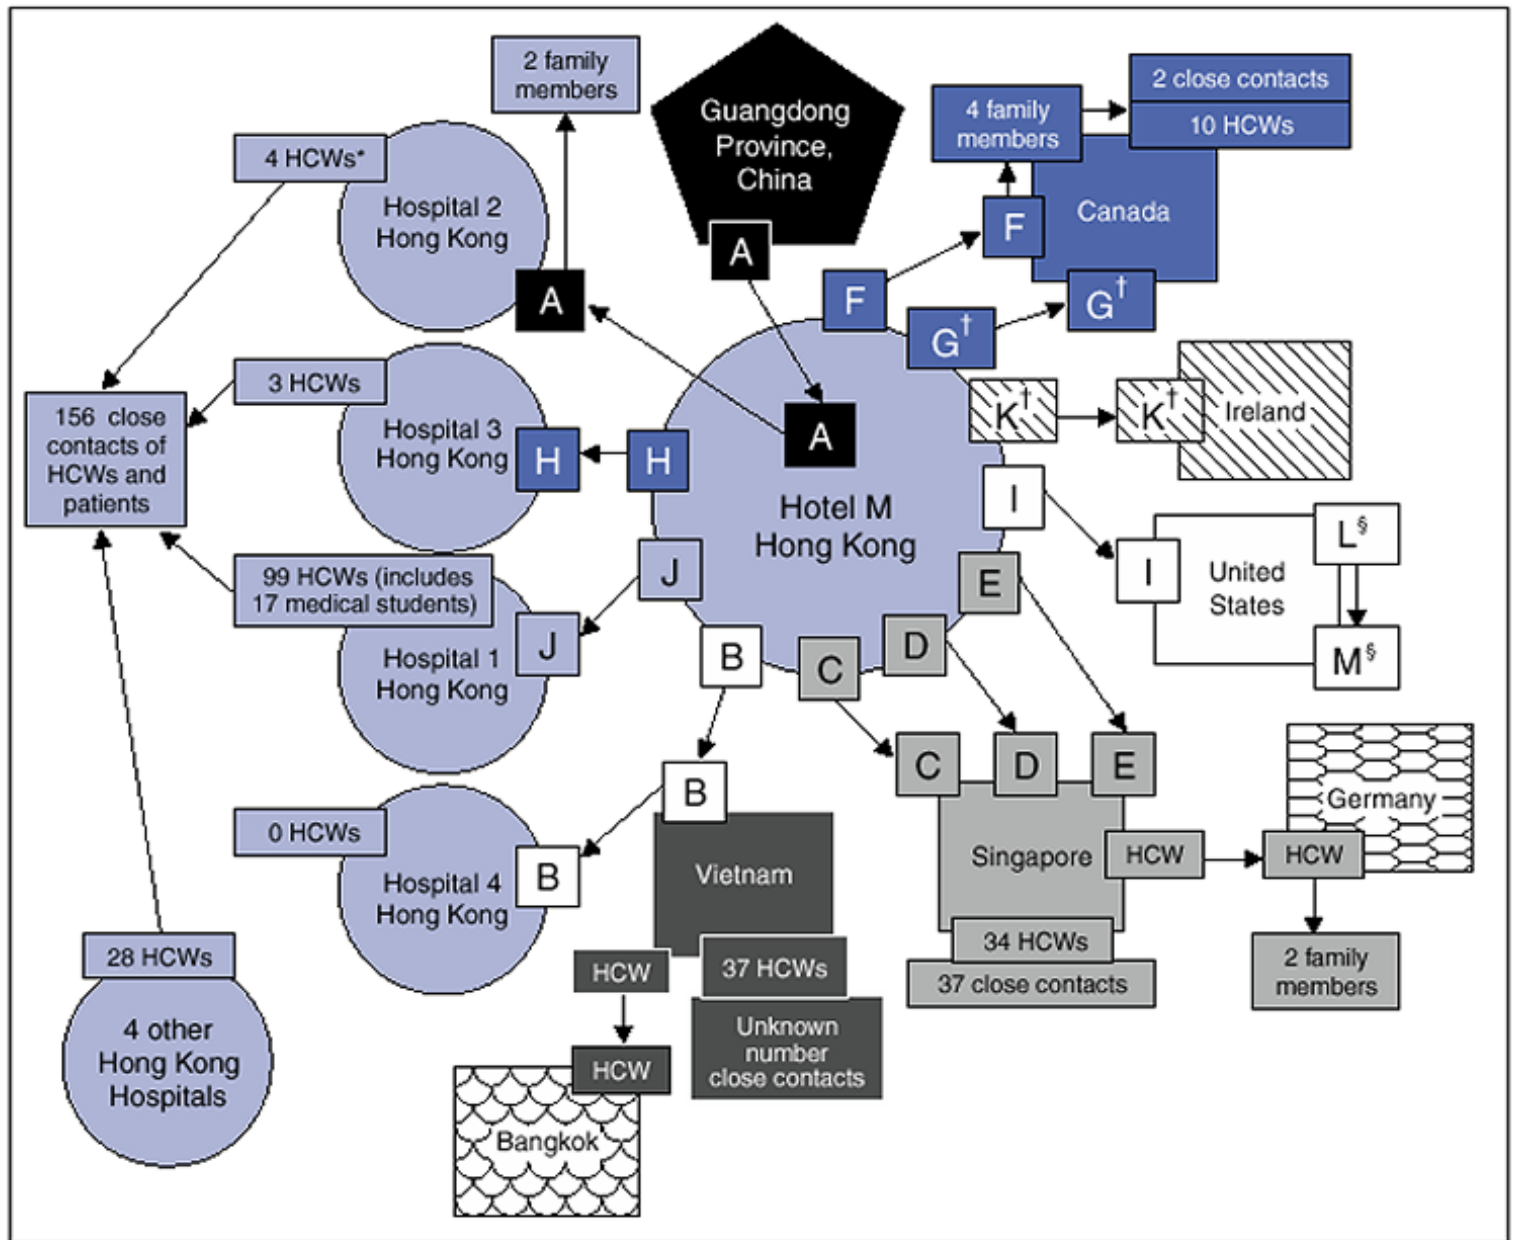 2 family
members
Guangdong
Province,
China
A
2 close contacts
10 HCWs
4 family
members
Canada
F
G†
4 HCWs*
Hospital 2
Hong Kong
A
F
G†
K†
K†
Ireland
3 HCWs
Hospital 3
Hong Kong
H
H
A
Hotel M
Hong Kong
156 close
contacts of
HCWs and
patients
I
I
United
States
L§
M§
99 HCWs (includes
17 medical students)
Hospital 1
Hong Kong
J
J
B
C
D
E
C
D
E
B
0 HCWs
Hospital 4
Hong Kong
B
Vietnam
Singapore
HCW
HCW
Germany
34 HCWs
37 close contacts
2 family
members
28 HCWs
4 other
Hong Kong
Hospitals
HCW
37 HCWs
Unknown
number
close contacts
HCW
Bangkok